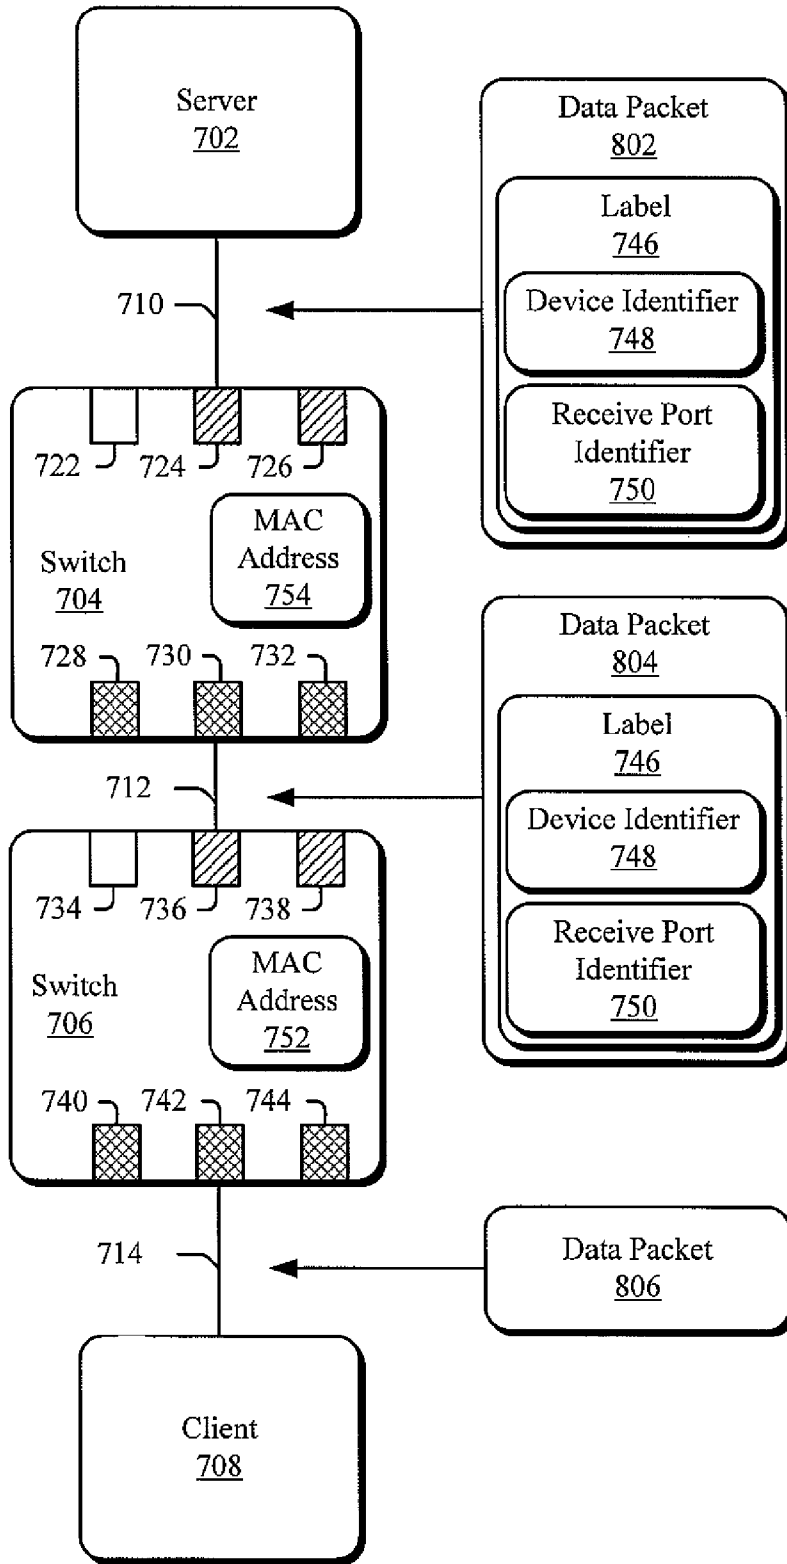 Server
702
Data Packet
802
Label
746
Device Identifier
748
Receive Port
Identifier
750
710
722
724
726
MAC
Address
754
Switch
704
728
730
732
Data Packet
804
Label
746
Device Identifier
748
Receive Port
Identifier
750
712
734
736
738
MAC
Address
752
Switch
706
740
742
744
714
Data Packet
806
Client
708